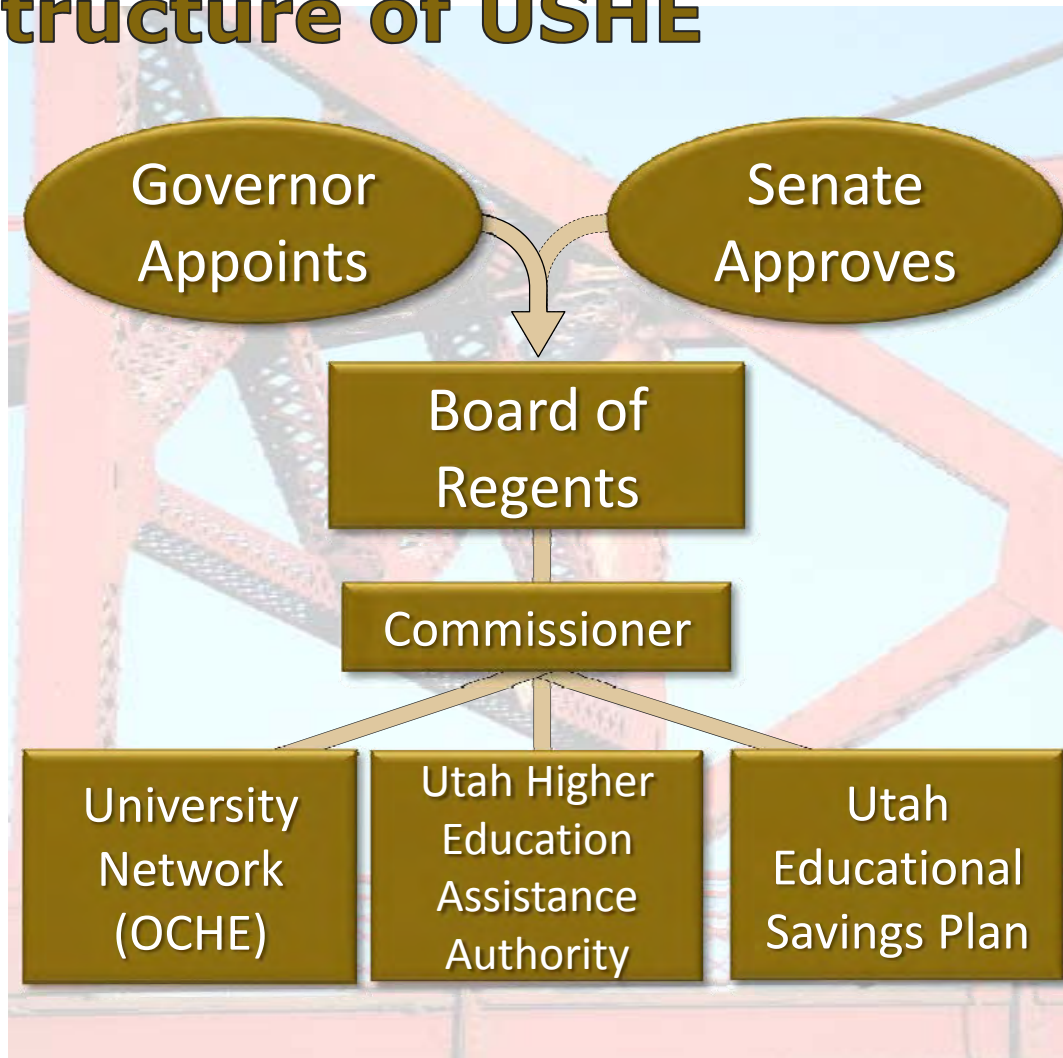 tructure of USHE
Governor
Appoints
Senate
Approves
Board of
Regents
Commissioner
University
Network
(OCHE)
Utah Higher
Education
Assistance
Authority
Utah
Educational
Savings Plan